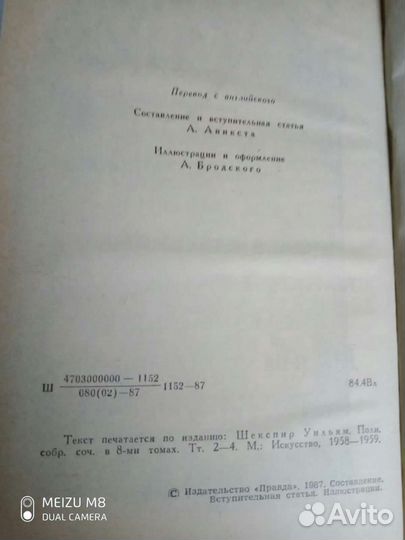 Перевод с английского
Составление и вступительная статья
А. Аникста
Иллюстрации и оформление
А. Бродского
Ш 4703000000—1152
080(02)—87
1152—87
84.4Вл
Текст печатается по изданию: Шекспир Уильям. Полн.
собр. соч. в 8-ми томах. Тт. 2—4. М.: Искусство, 1958—1959.
© Издательство «Правда», 1987. Составление.
Вступительная статья. Иллюстрации.
MEIZU M8
DUAL CAMERA
Avito